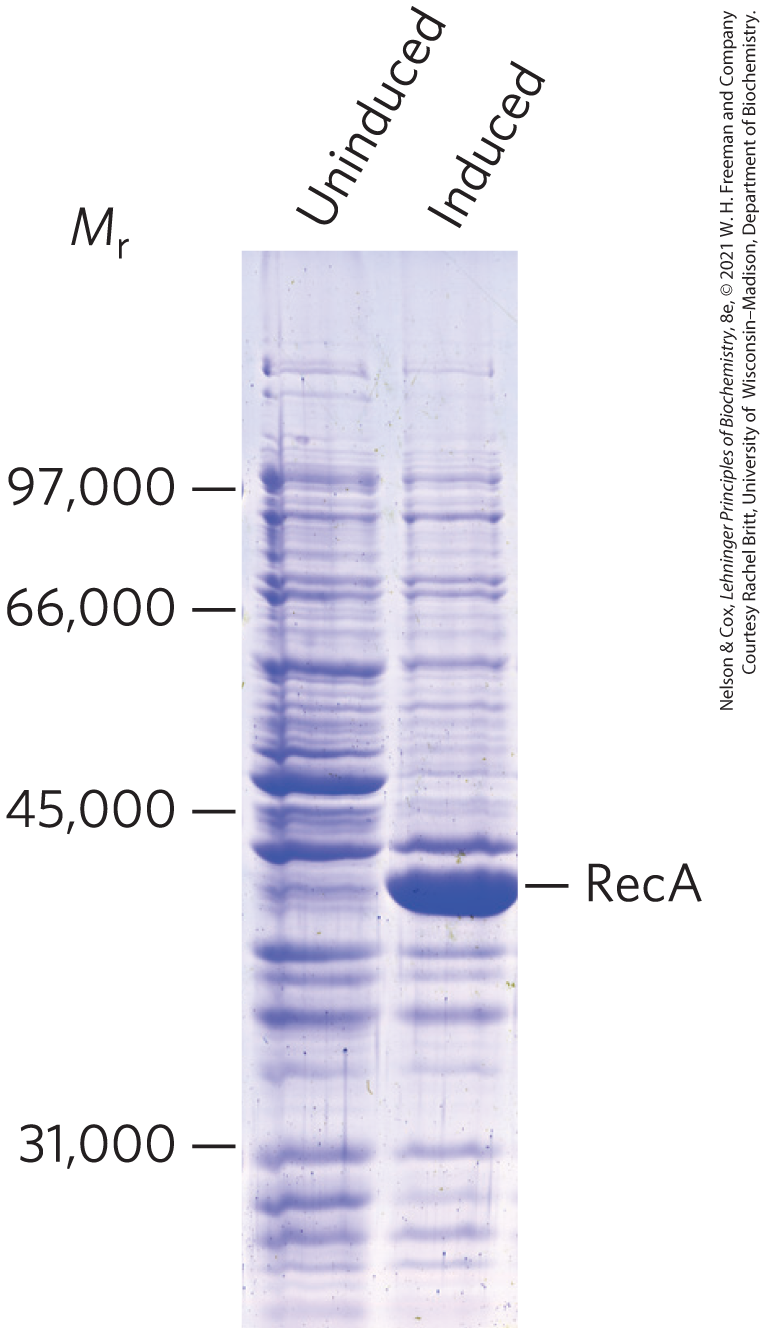 Uninduced
Induced
Mr
97,000
66,000
45,000
RecA
31,000
Nelson & Cox, Lehninger Principles of Biochemistry, 8e, © 2021 W. H. Freeman and Company
Courtesy Rachel Britt, University of Wisconsin–Madison, Department of Biochemistry.